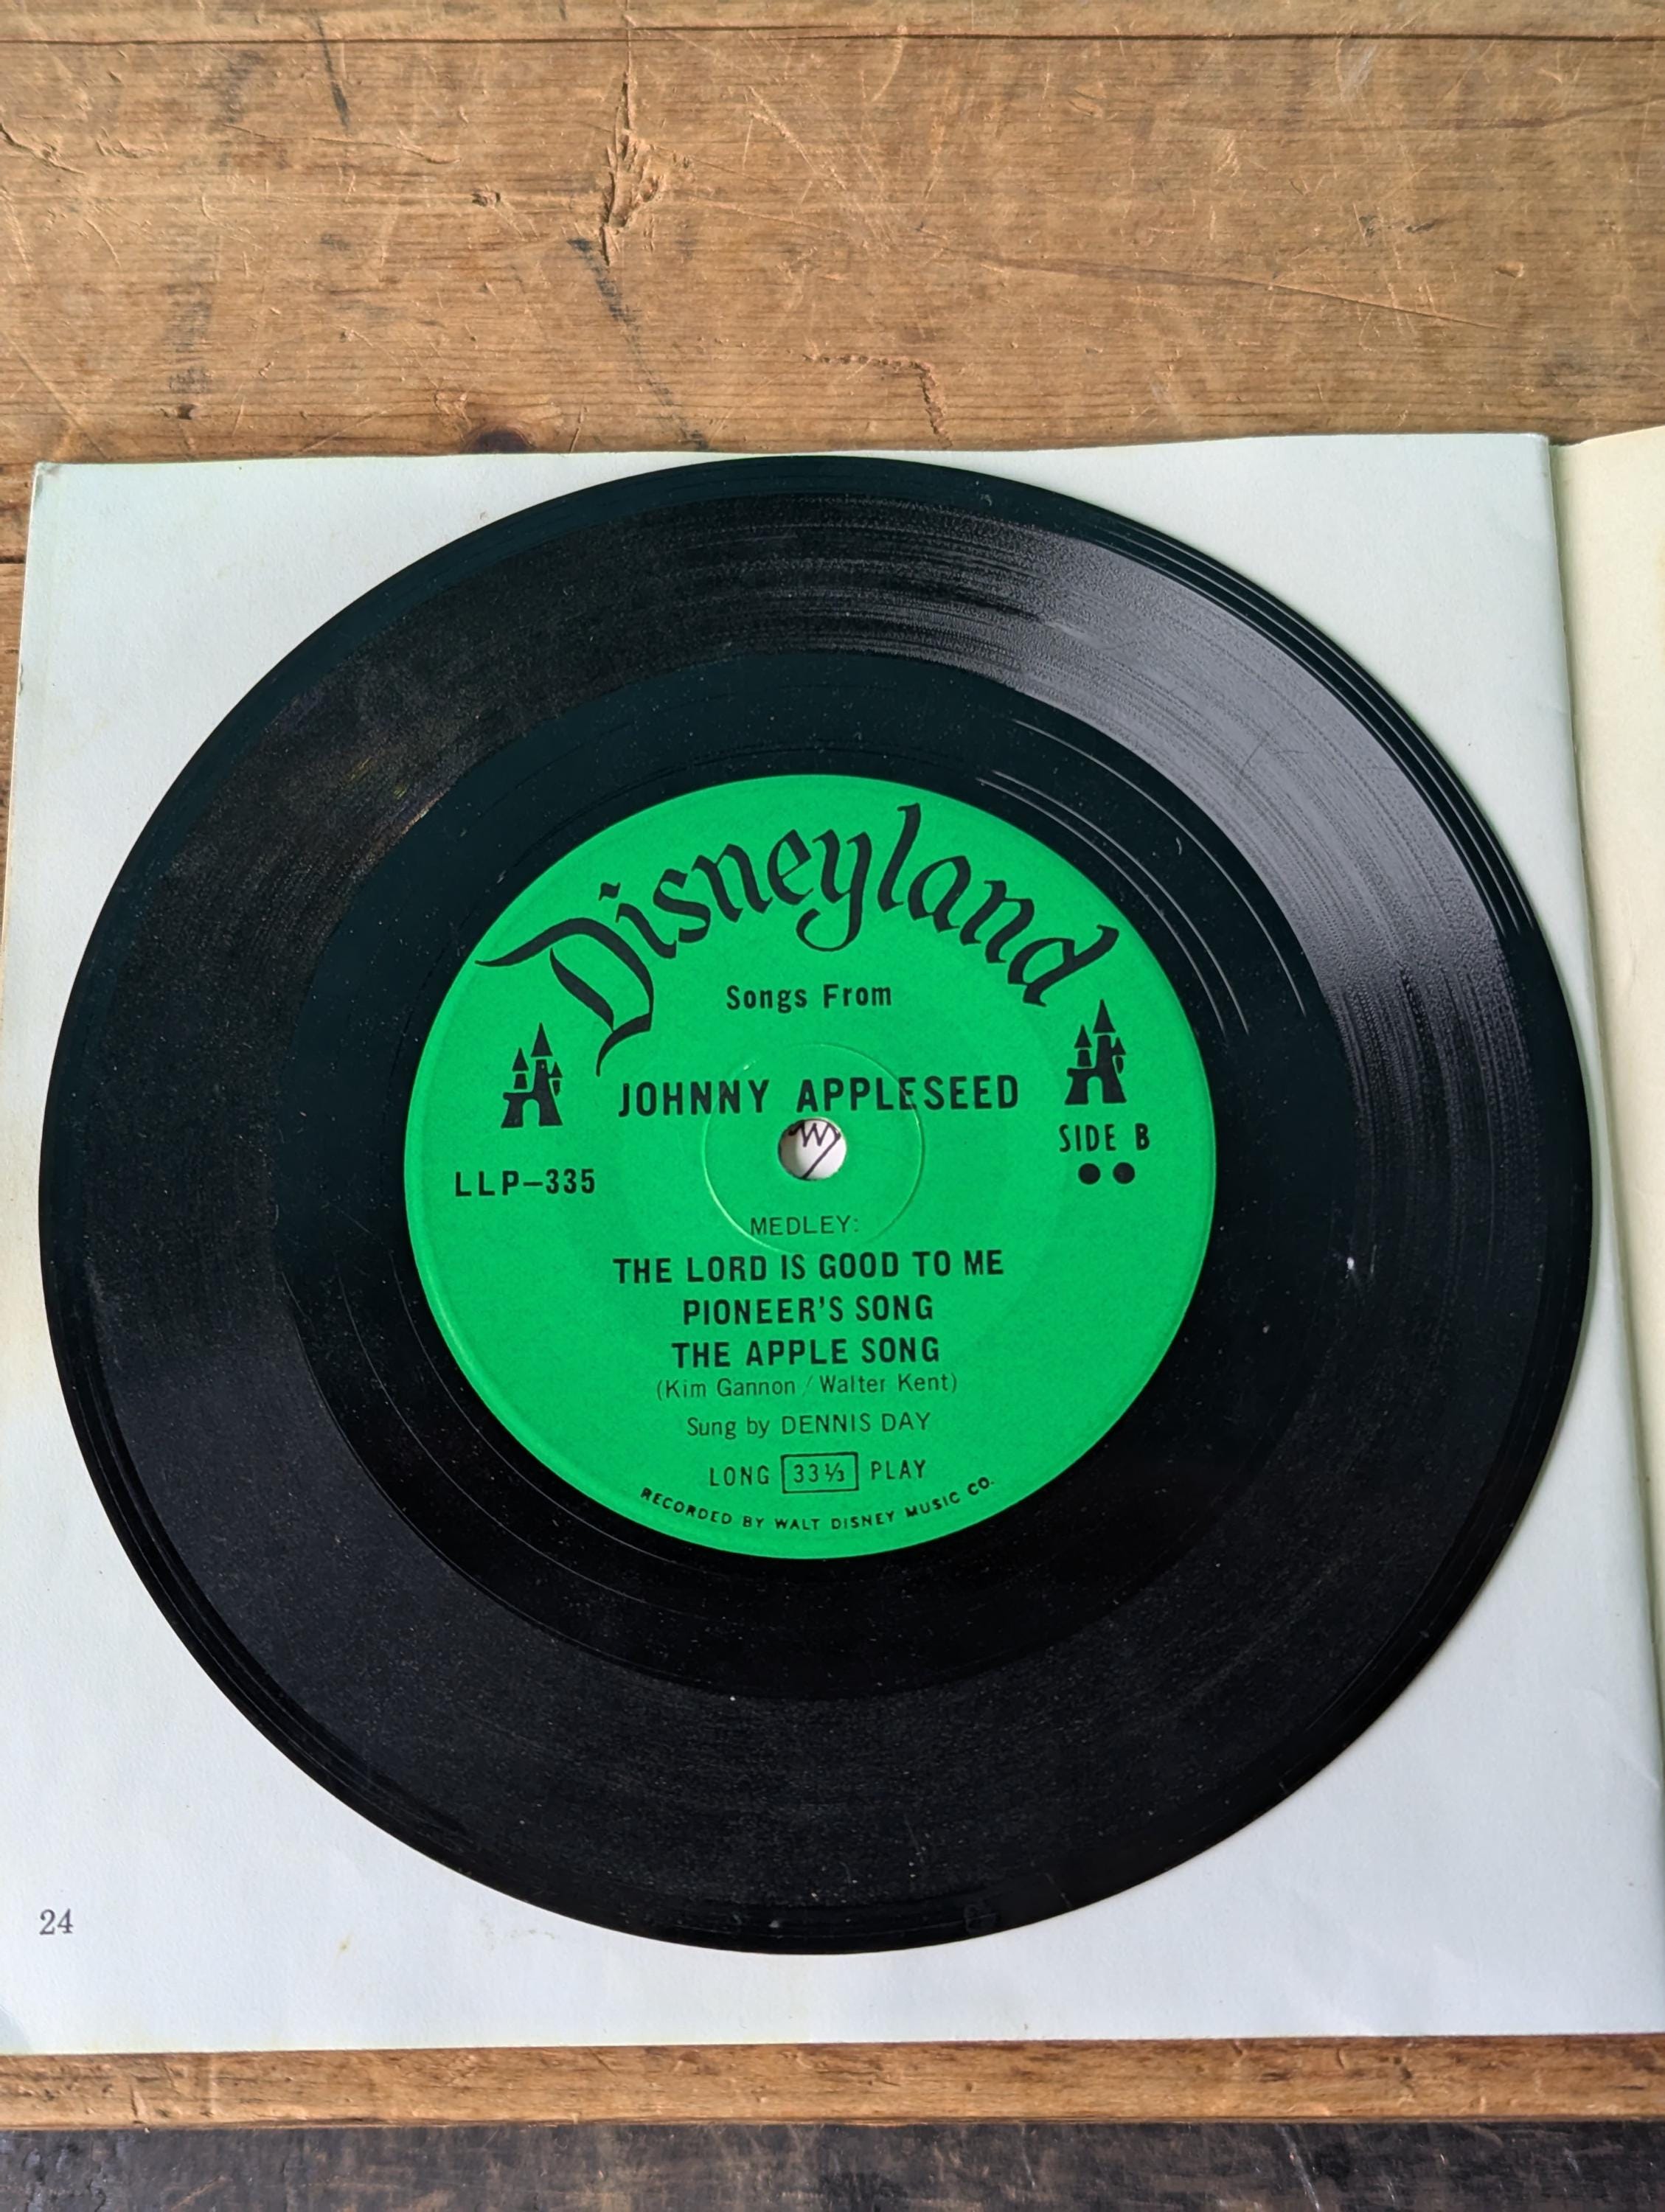 Disneyland
Songs From
JOHNNY APPLESEED
SIDE B
LLP-335
MEDLEY:
THE LORD IS GOOD TO ME
PIONEER'S SONG
THE APPLE SONG
(Kim Gannon / Walter Kent)
Sung by DENNIS DAY
LONG 33⅓ PLAY
RECORDED BY WALT DISNEY MUSIC CO.
24